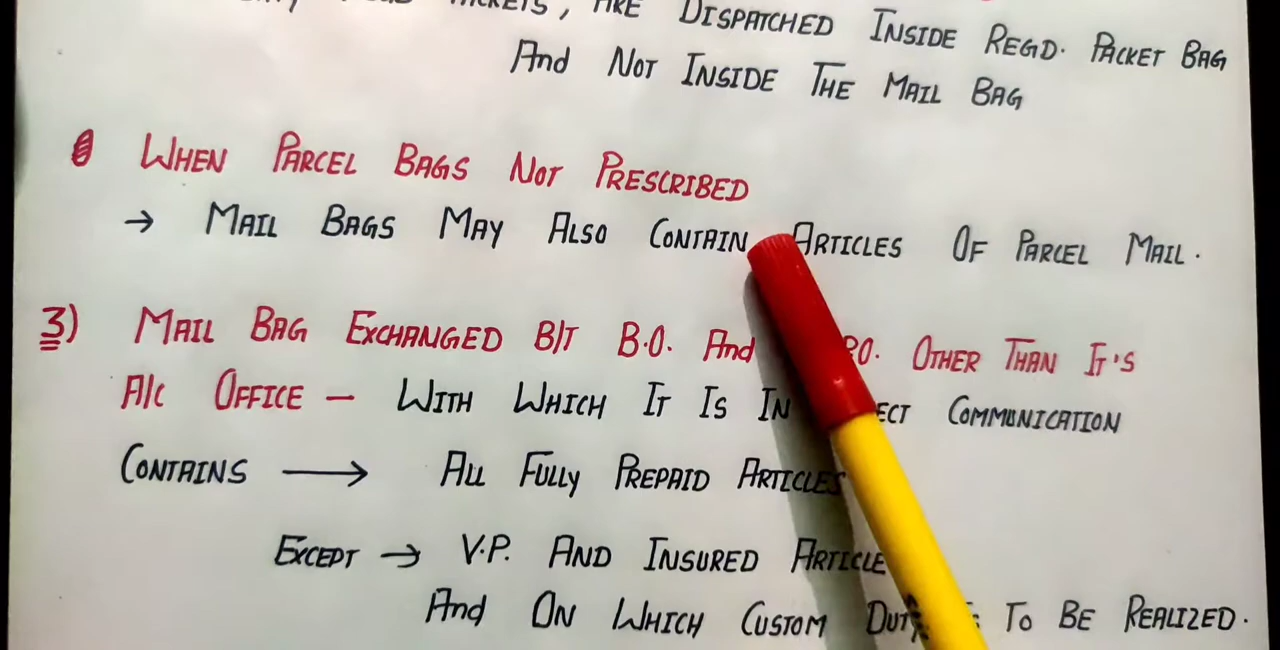 PACKETS, ARE DISPATCHED INSIDE REGD. PACKET BAG
And NOT INSIDE THE MAIL BAG
WHEN PARCEL BAGS NOT PRESCRIBED
→ MAIL BAGS MAY ALSO CONTAIN ARTICLES OF PARCEL MAIL.
3) MAIL BAG EXCHANGED B/T B.O. And OTHER THAN IT'S
A/C OFFICE – WITH WHICH IT IS IN COMMUNICATION
CONTAINS ⟶ ALL FULLY PREPAID ARTICLES
EXCEPT → V.P. AND INSURED ARTICLE
And ON WHICH CUSTOM TO BE REALIZED.